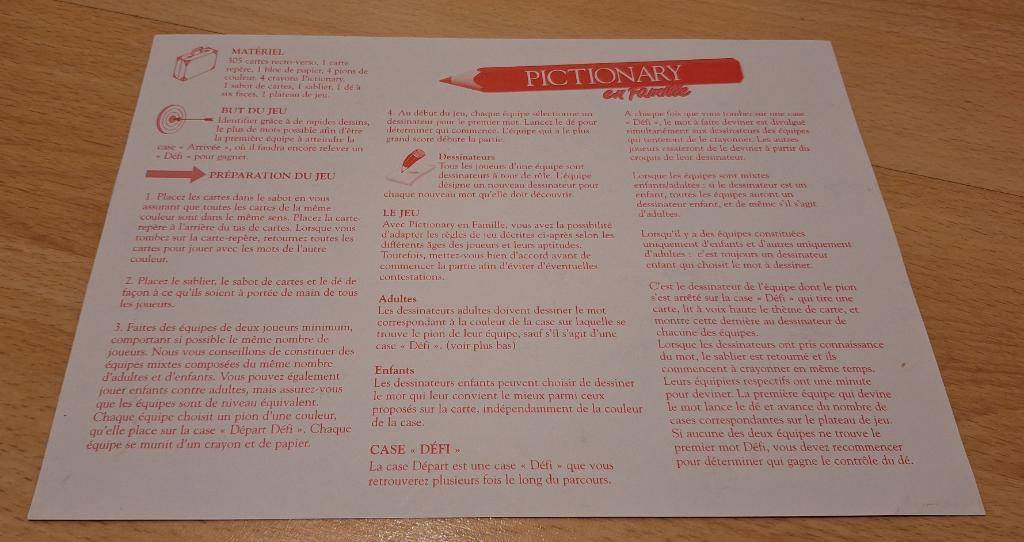 MATÉRIEL
305 cartes recto-verso, 1 carte
repère, 1 bloc de papier, 4 pions de
couleur, 4 crayons Pictionary,
1 sabot de cartes, 1 sablier, 1 dé à
six faces, 1 plateau de jeu.
BUT DU JEU
Identifier grâce à de rapides dessins,
le plus de mots possible afin d'être
la première équipe à atteindre la
case « Arrivée », où il faudra encore relever un
« Défi » pour gagner.
PRÉPARATION DU JEU
1. Placez les cartes dans le sabot en vous
assurant que toutes les cartes de la même
couleur sont dans le même sens. Placez la carte-
repère à l'arrière du tas de cartes. Lorsque vous
tombez sur la carte-repère, retournez toutes les
cartes pour jouer avec les mots de l'autre
couleur.
2. Placez le sablier, le sabot de cartes et le dé de
façon à ce qu'ils soient à portée de main de tous
les joueurs.
3. Faites des équipes de deux joueurs minimum,
comportant si possible le même nombre de
joueurs. Nous vous conseillons de constituer des
équipes mixtes composées du même nombre
d'adultes et d'enfants. Vous pouvez également
jouer enfants contre adultes, mais assurez-vous
que les équipes sont de niveau équivalent.
Chaque équipe choisit un pion d'une couleur,
qu'elle place sur la case « Départ Défi ». Chaque
équipe se munit d'un crayon et de papier.
PICTIONARY
en Famille
4. Au début du jeu, chaque équipe sélectionne un
dessinateur pour le premier mot. Lancez le dé pour
déterminer qui commence. L'équipe qui a le plus
grand score débute la partie.
Dessinateurs
Tous les joueurs d'une équipe sont
dessinateurs à tour de rôle. L'équipe
désigne un nouveau dessinateur pour
chaque nouveau mot qu'elle doit découvrir.
LE JEU
Avec Pictionary en Famille, vous avez la possibilité
d'adapter les règles de jeu décrites ci-après selon les
différents âges des joueurs et leurs aptitudes.
Toutefois, mettez-vous bien d'accord avant de
commencer la partie afin d'éviter d'éventuelles
contestations.
Adultes
Les dessinateurs adultes doivent dessiner le mot
correspondant à la couleur de la case sur laquelle se
trouve le pion de leur équipe, sauf s'il s'agit d'une
case « Défi ». (voir plus bas)
Enfants
Les dessinateurs enfants peuvent choisir de dessiner
le mot qui leur convient le mieux parmi ceux
proposés sur la carte, indépendamment de la couleur
de la case.
CASE « DÉFI »
La case Départ est une case « Défi » que vous
retrouverez plusieurs fois le long du parcours.
A chaque fois que vous tombez sur une case
« Défi », le mot à faire deviner est divulgué
simultanément aux dessinateurs des équipes
qui tenteront de le crayonner. Les autres
joueurs essaieront de le deviner à partir du
croquis de leur dessinateur.
Lorsque les équipes sont mixtes
enfants/adultes : si le dessinateur est un
enfant, toutes les équipes auront un
dessinateur enfant, et de même s'il s'agit
d'adultes.
Lorsqu'il y a des équipes constituées
uniquement d'enfants et d'autres uniquement
d'adultes : c'est toujours un dessinateur
enfant qui choisit le mot à dessiner.
C'est le dessinateur de l'équipe dont le pion
s'est arrêté sur la case « Défi » qui tire une
carte, lit à voix haute le thème de carte, et
montre cette dernière au dessinateur de
chacune des équipes.
Lorsque les dessinateurs ont pris connaissance
du mot, le sablier est retourné et ils
commencent à crayonner en même temps.
Leurs équipiers respectifs ont une minute
pour deviner. La première équipe qui devine
le mot lance le dé et avance du nombre de
cases correspondantes sur le plateau de jeu.
Si aucune des deux équipes ne trouve le
premier mot Défi, vous devez recommencer
pour déterminer qui gagne le contrôle du dé.